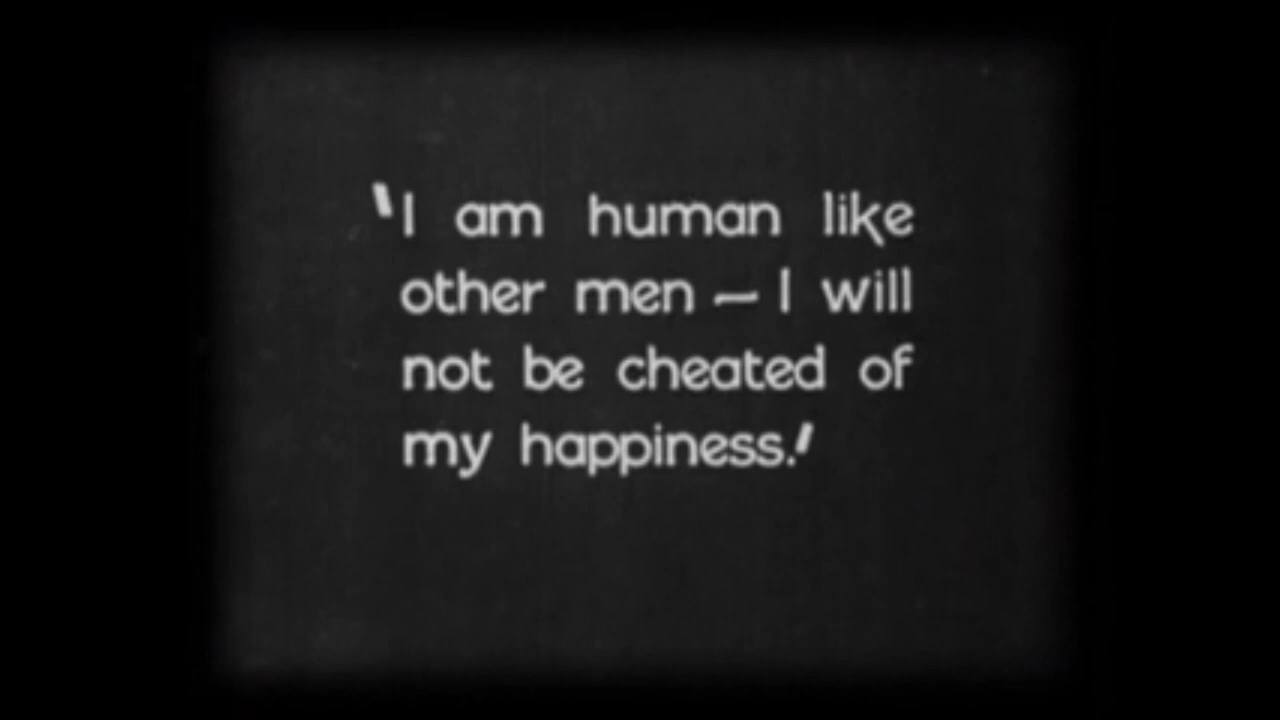 'I am human like
other men — I will
not be cheated of
my happiness.'